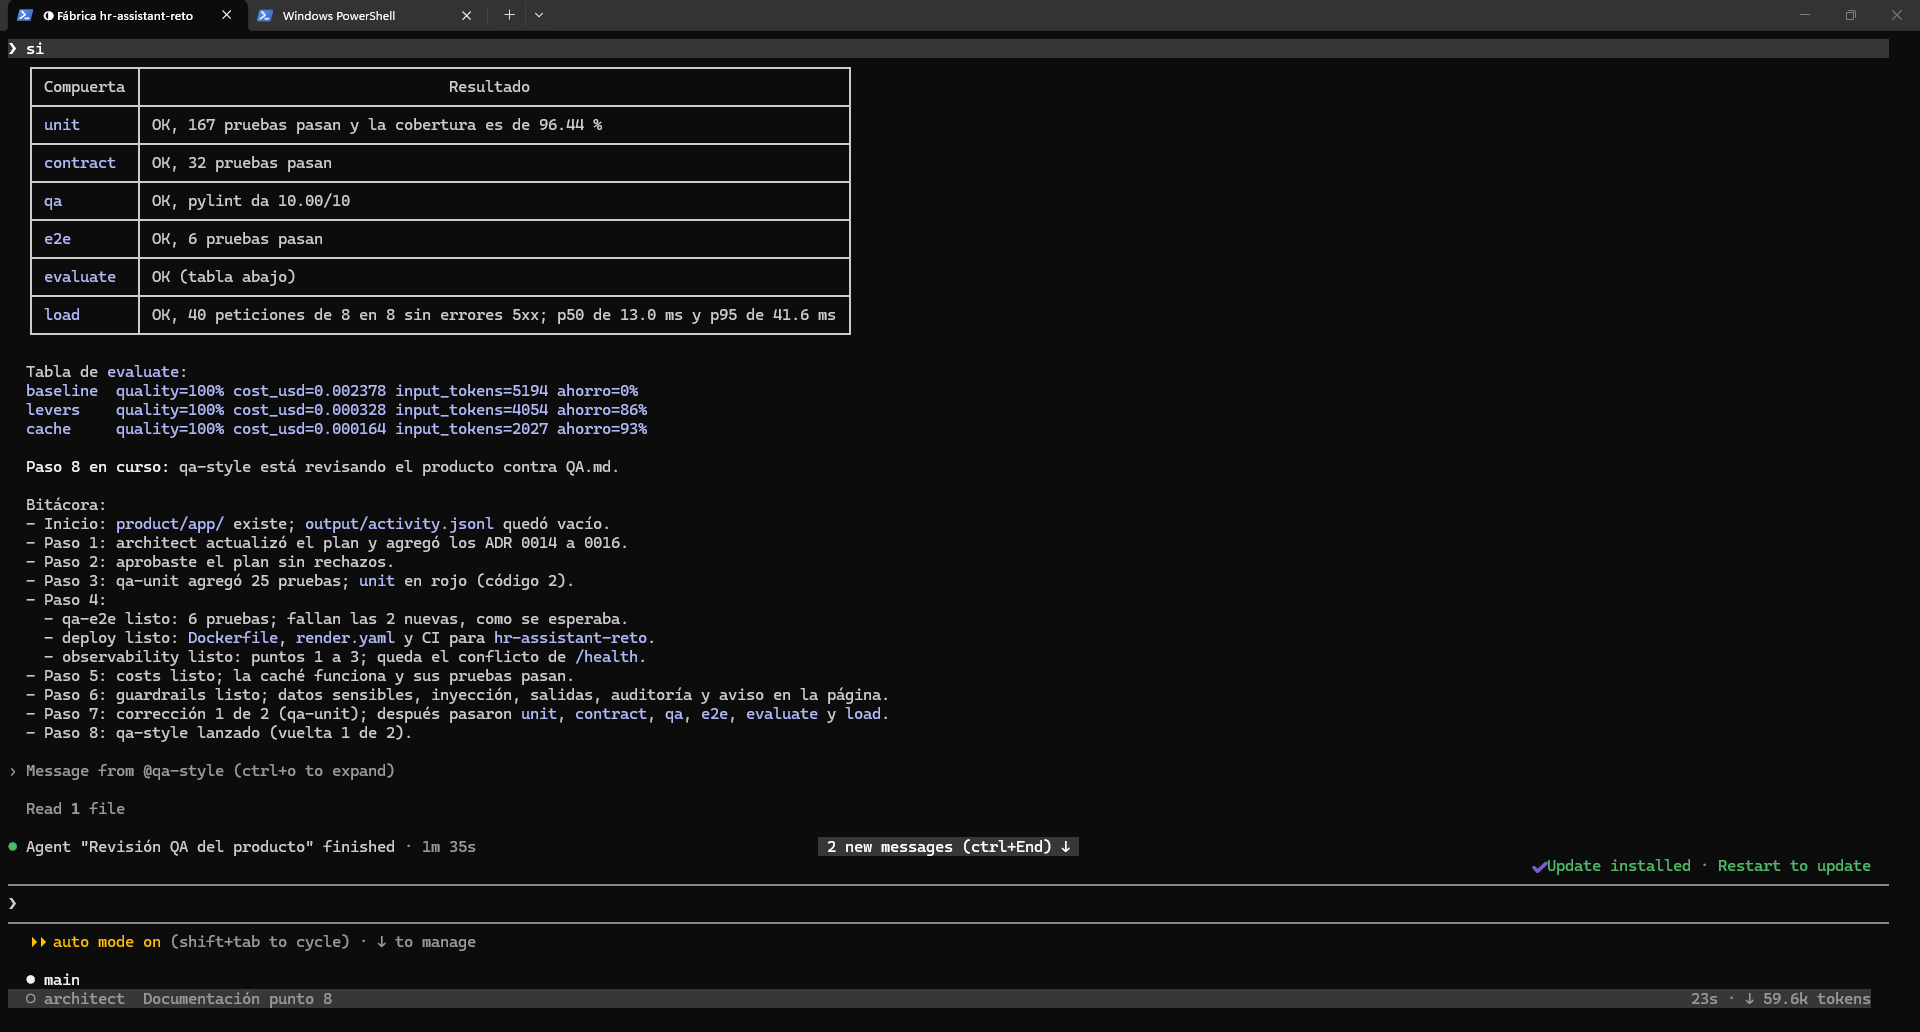 Fábrica hr-assistant-reto
Windows PowerShell
❯ si
Compuerta Resultado
unit OK, 167 pruebas pasan y la cobertura es de 96.44 %
contract OK, 32 pruebas pasan
qa OK, pylint da 10.00/10
e2e OK, 6 pruebas pasan
evaluate OK (tabla abajo)
load OK, 40 peticiones de 8 en 8 sin errores 5xx; p50 de 13.0 ms y p95 de 41.6 ms
Tabla de evaluate:
baseline quality=100% cost_usd=0.002378 input_tokens=5194 ahorro=0%
levers quality=100% cost_usd=0.000328 input_tokens=4054 ahorro=86%
cache quality=100% cost_usd=0.000164 input_tokens=2027 ahorro=93%
Paso 8 en curso: qa-style está revisando el producto contra QA.md.
Bitácora:
- Inicio: product/app/ existe; output/activity.jsonl quedó vacío.
- Paso 1: architect actualizó el plan y agregó los ADR 0014 a 0016.
- Paso 2: aprobaste el plan sin rechazos.
- Paso 3: qa-unit agregó 25 pruebas; unit en rojo (código 2).
- Paso 4:
- qa-e2e listo: 6 pruebas; fallan las 2 nuevas, como se esperaba.
- deploy listo: Dockerfile, render.yaml y CI para hr-assistant-reto.
- observability listo: puntos 1 a 3; queda el conflicto de /health.
- Paso 5: costs listo; la caché funciona y sus pruebas pasan.
- Paso 6: guardrails listo; datos sensibles, inyección, salidas, auditoría y aviso en la página.
- Paso 7: corrección 1 de 2 (qa-unit); después pasaron unit, contract, qa, e2e, evaluate y load.
- Paso 8: qa-style lanzado (vuelta 1 de 2).
› Message from @qa-style (ctrl+o to expand)
Read 1 file
● Agent "Revisión QA del producto" finished · 1m 35s
2 new messages (ctrl+End) ↓
✔Update installed · Restart to update
❯
⏵⏵ auto mode on (shift+tab to cycle) · ↓ to manage
● main
○ architect Documentación punto 8 23s · ↓ 59.6k tokens